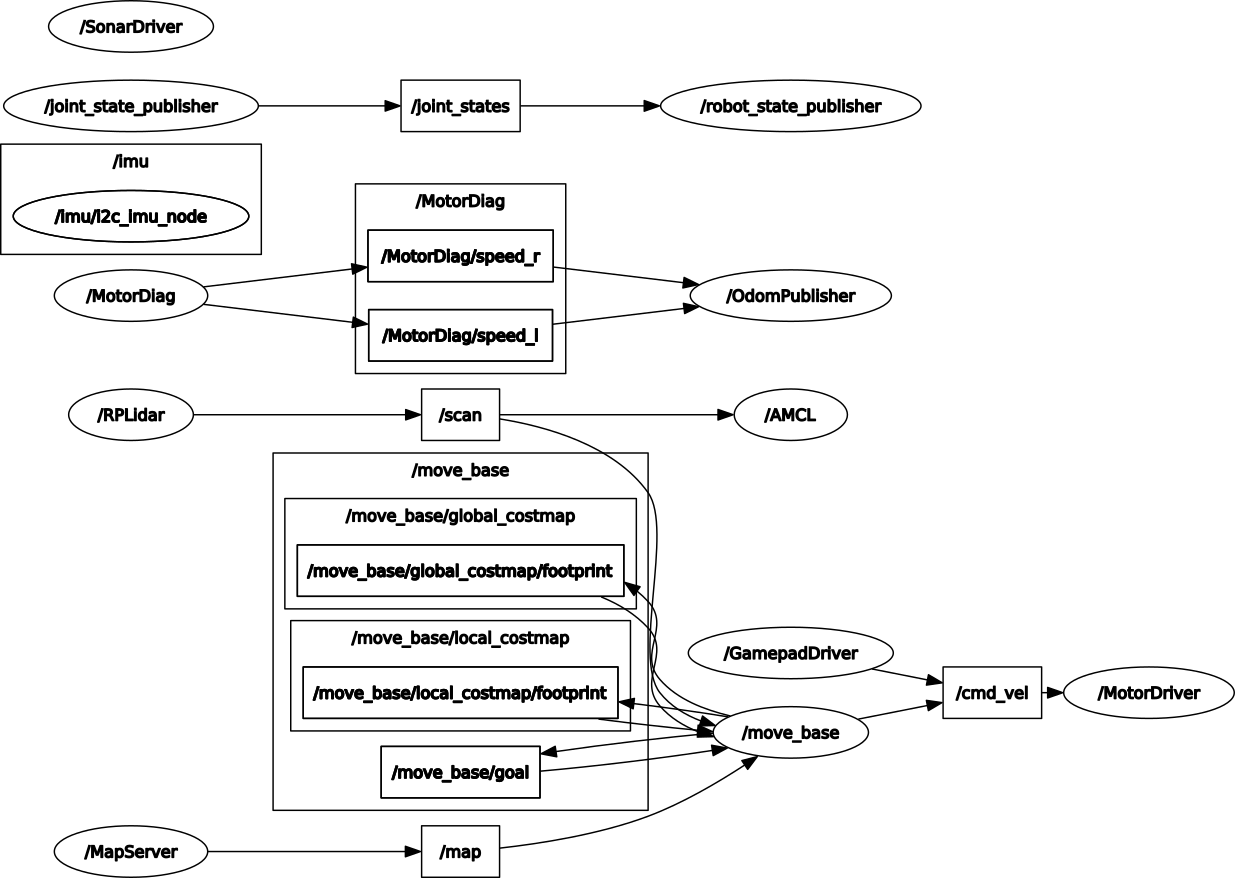 /SonarDriver
/joint_state_publisher
/joint_states
/robot_state_publisher
/imu
/imu/i2c_imu_node
/MotorDiag
/MotorDiag/speed_r
/MotorDiag
/OdomPublisher
/MotorDiag/speed_l
/RPLidar
/scan
/AMCL
/move_base
/move_base/global_costmap
/move_base/global_costmap/footprint
/move_base/local_costmap
/move_base/local_costmap/footprint
/GamepadDriver
/cmd_vel
/MotorDriver
/move_base
/move_base/goal
/MapServer
/map